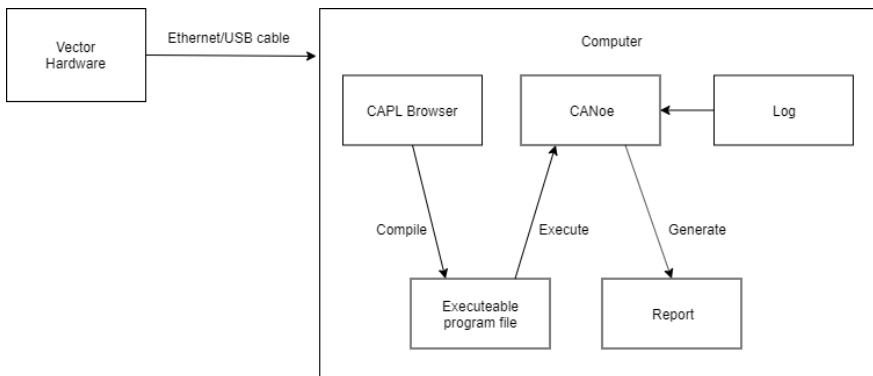 Vector
Hardware
Ethernet/USB cable
Computer
CAPL Browser
CANoe
Log
Compile
Execute
Generate
Executeable
program file
Report